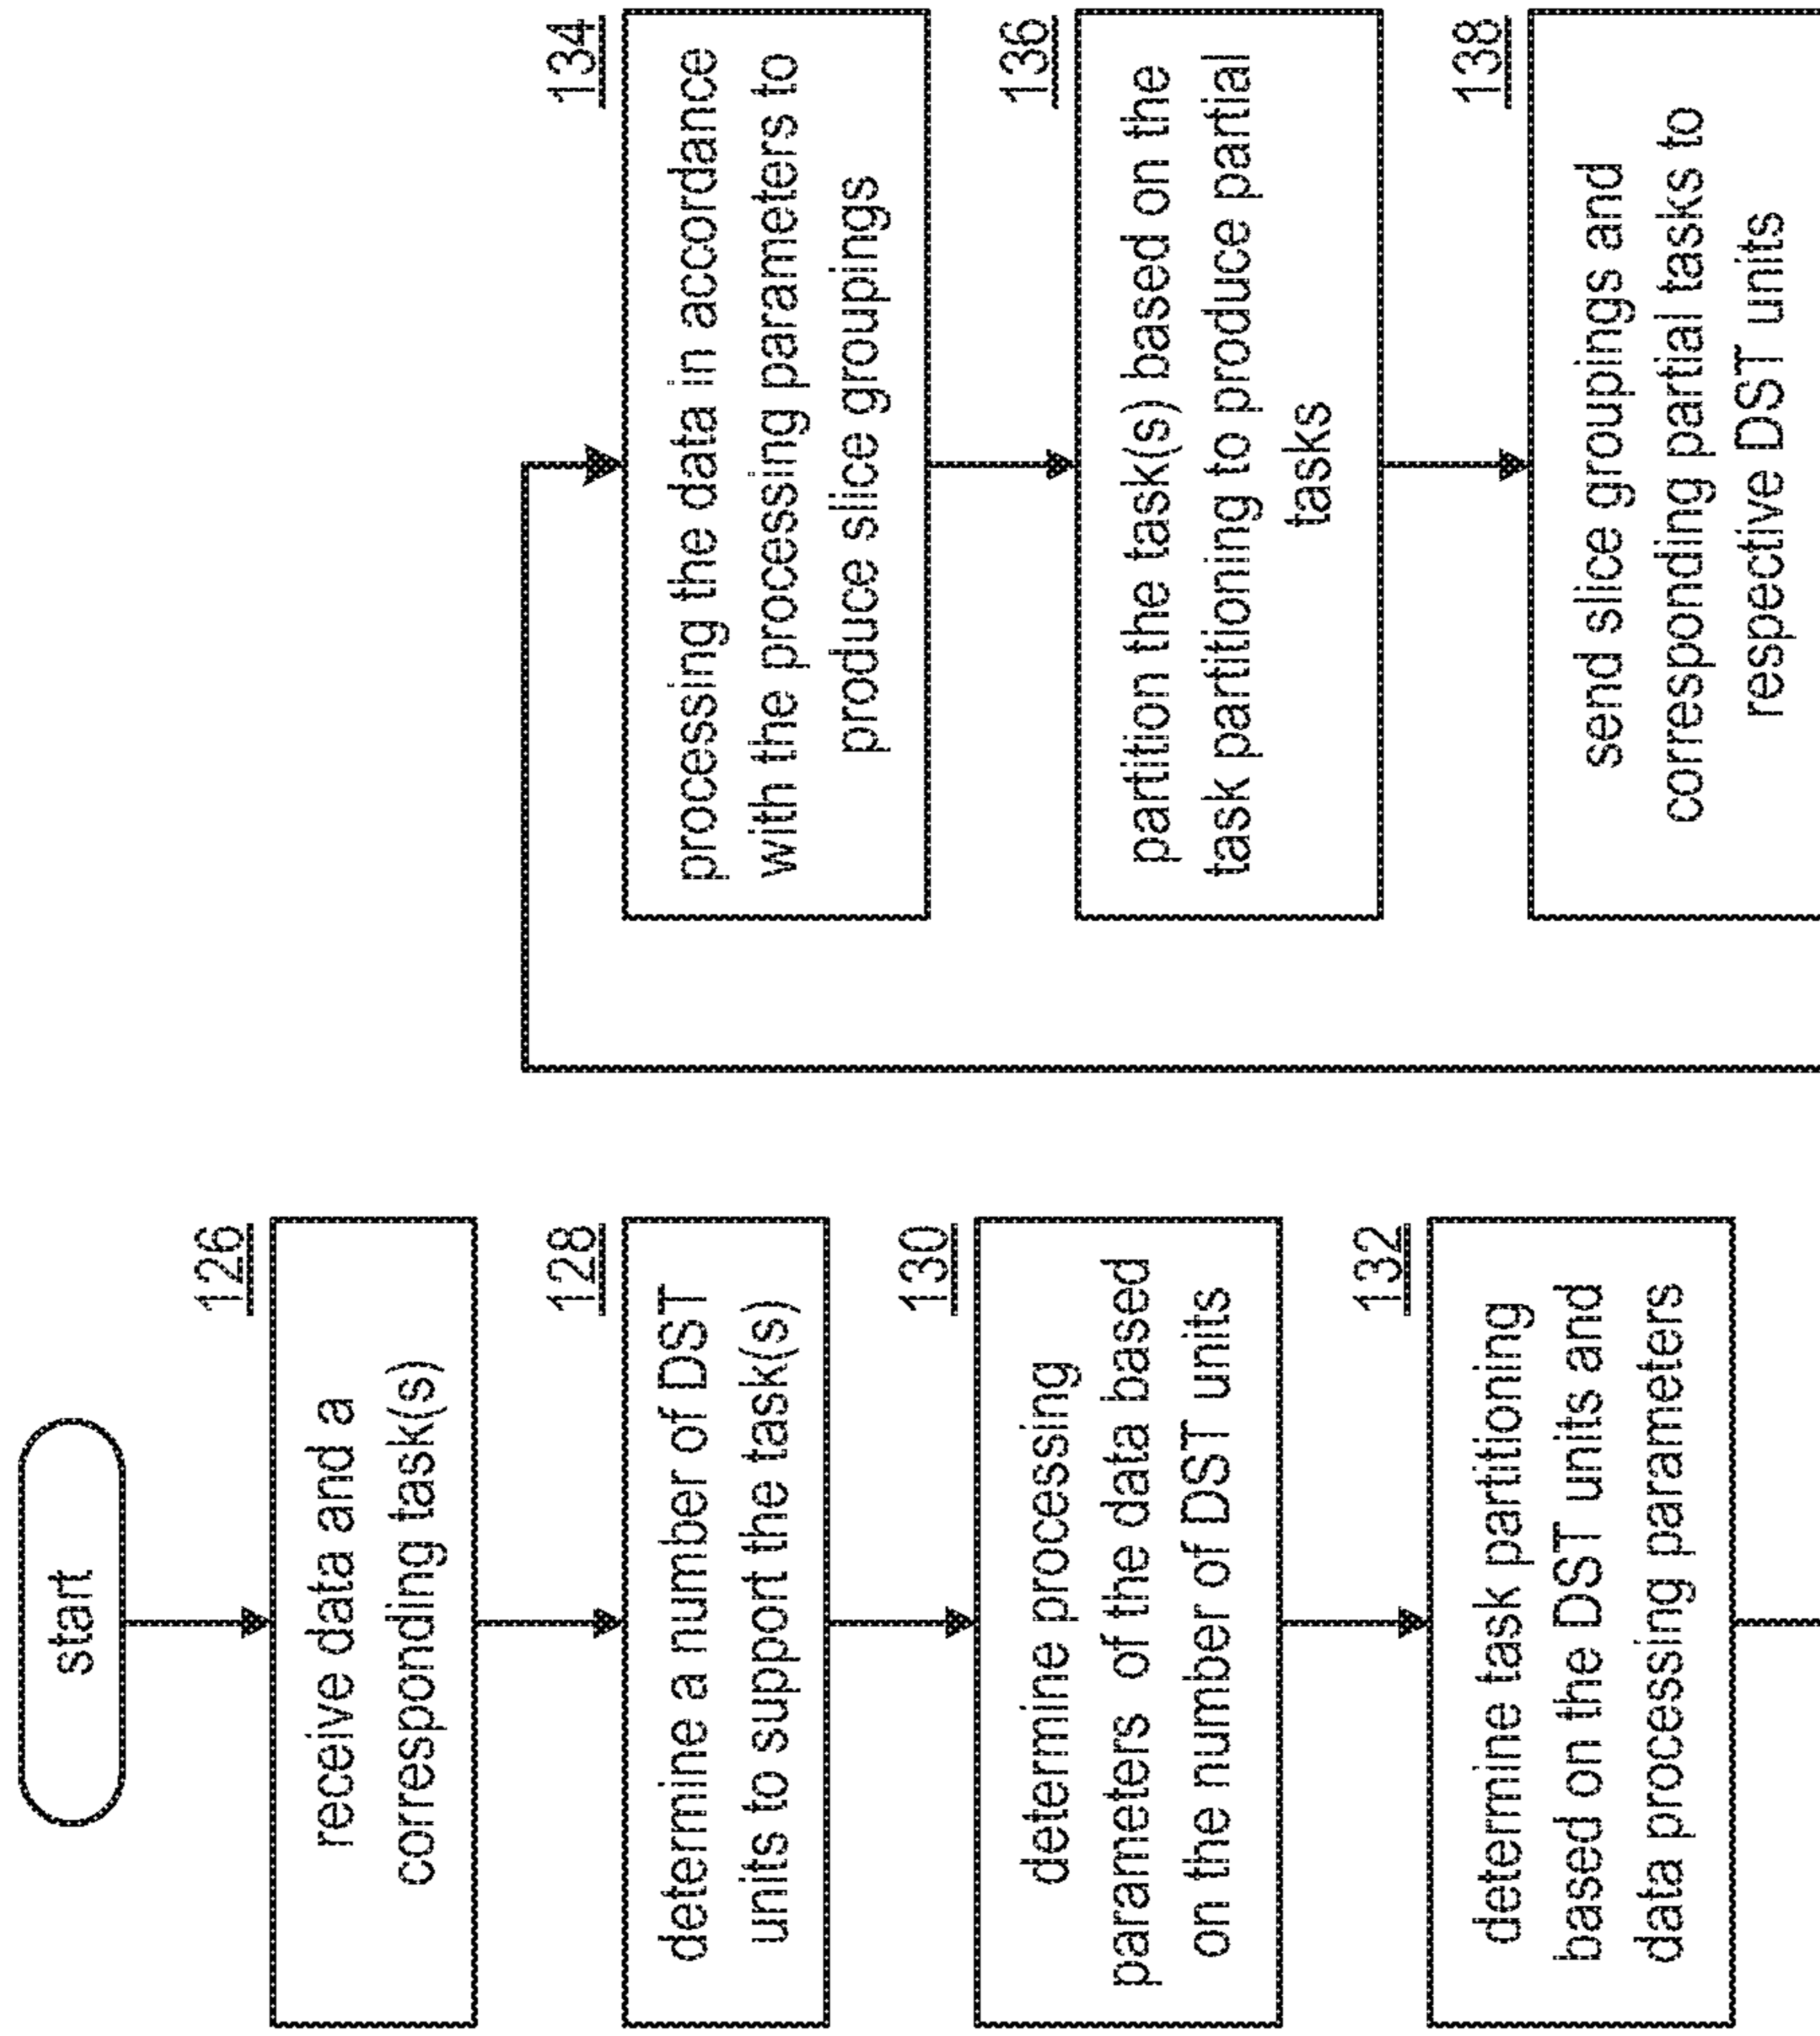 start
126
receive data and a
corresponding task(s)
128
determine a number of DST
units to support the task(s)
130
determine processing
parameters of the data based
on the number of DST units
132
determine task partitioning
based on the DST units and
data processing parameters
134
processing the data in accordance
with the processing parameters to
produce slice groupings
136
partition the task(s) based on the
task partitioning to produce partial
tasks
138
send slice groupings and
corresponding partial tasks to
respective DST units